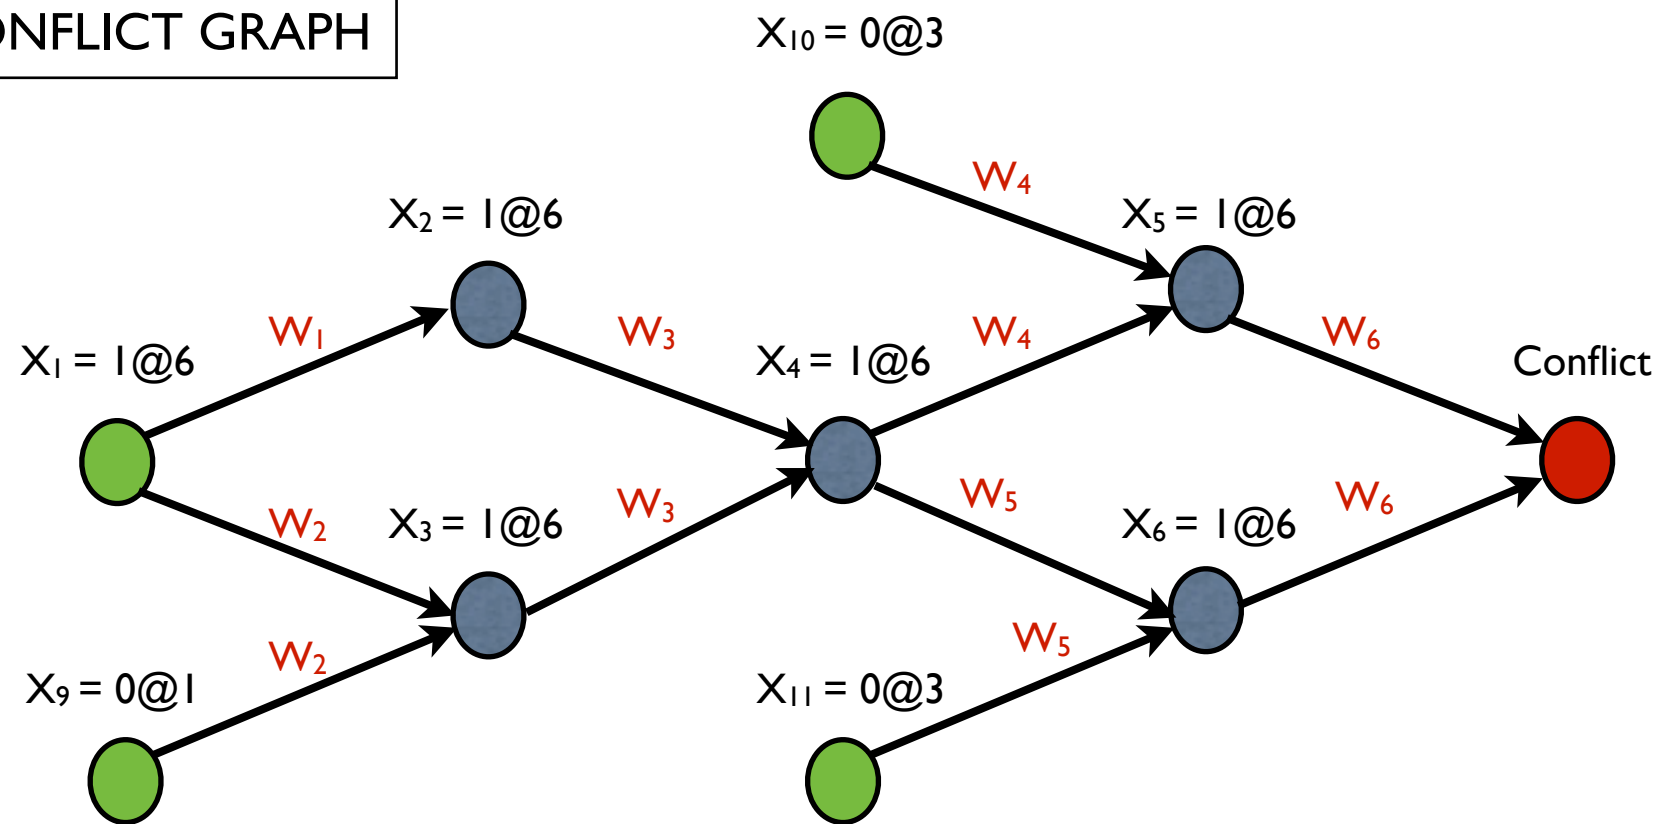 ONFLICT GRAPH
X₁₀ = 0@3
W₄
X₂ = 1@6
X₅ = 1@6
W₁
W₃
W₄
W₆
X₁ = 1@6
X₄ = 1@6
Conflict
W₂
X₃ = 1@6
W₃
W₅
X₆ = 1@6
W₆
W₂
W₅
X₉ = 0@1
X₁₁ = 0@3